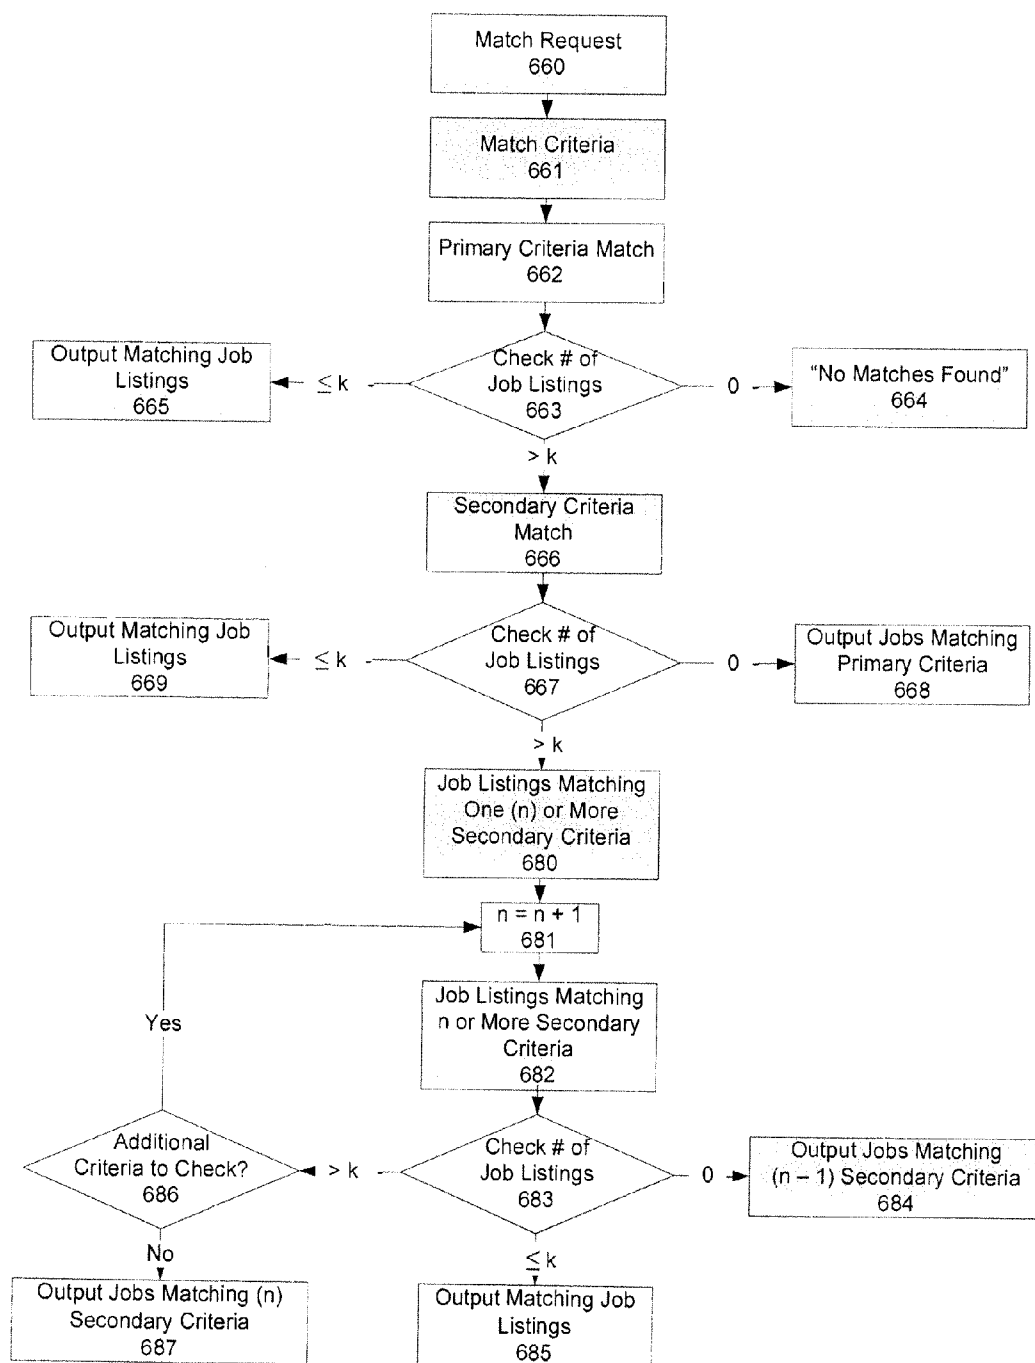 Match Request
660
Match Criteria
661
Primary Criteria Match
662
Output Matching Job
Listings
665
≤ k
Check # of
Job Listings
663
0
"No Matches Found"
664
> k
Secondary Criteria
Match
666
Output Matching Job
Listings
669
≤ k
Check # of
Job Listings
667
0
Output Jobs Matching
Primary Criteria
668
> k
Job Listings Matching
One (n) or More
Secondary Criteria
680
n = n + 1
681
Job Listings Matching
n or More Secondary
Criteria
682
Yes
Additional
Criteria to Check?
686
> k
Check # of
Job Listings
683
0
Output Jobs Matching
(n – 1) Secondary Criteria
684
No
≤ k
Output Jobs Matching (n)
Secondary Criteria
687
Output Matching Job
Listings
685